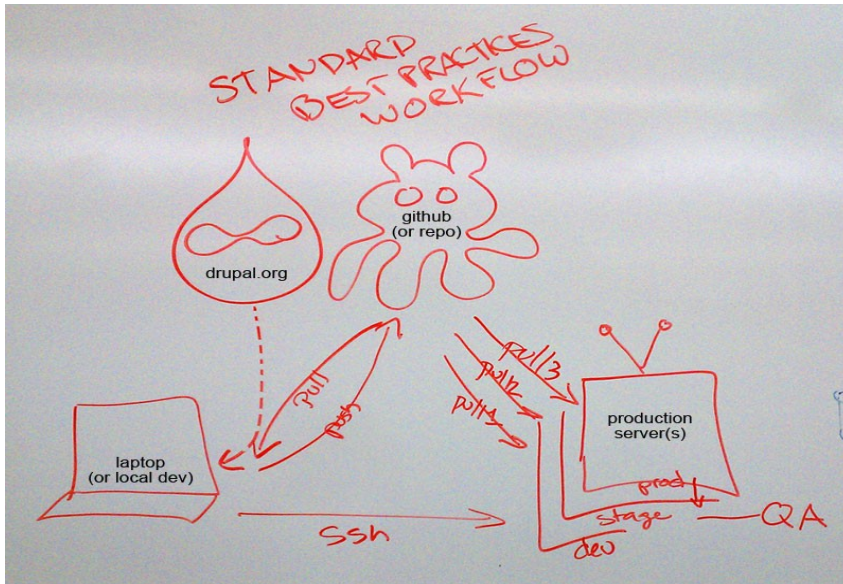 STANDARD
BEST PRACTICES
WORKFLOW
github
(or repo)
drupal.org
pull
push
pull3
pull2
pull1
production
server(s)
laptop
(or local dev)
prod
stage
QA
ssh
dev